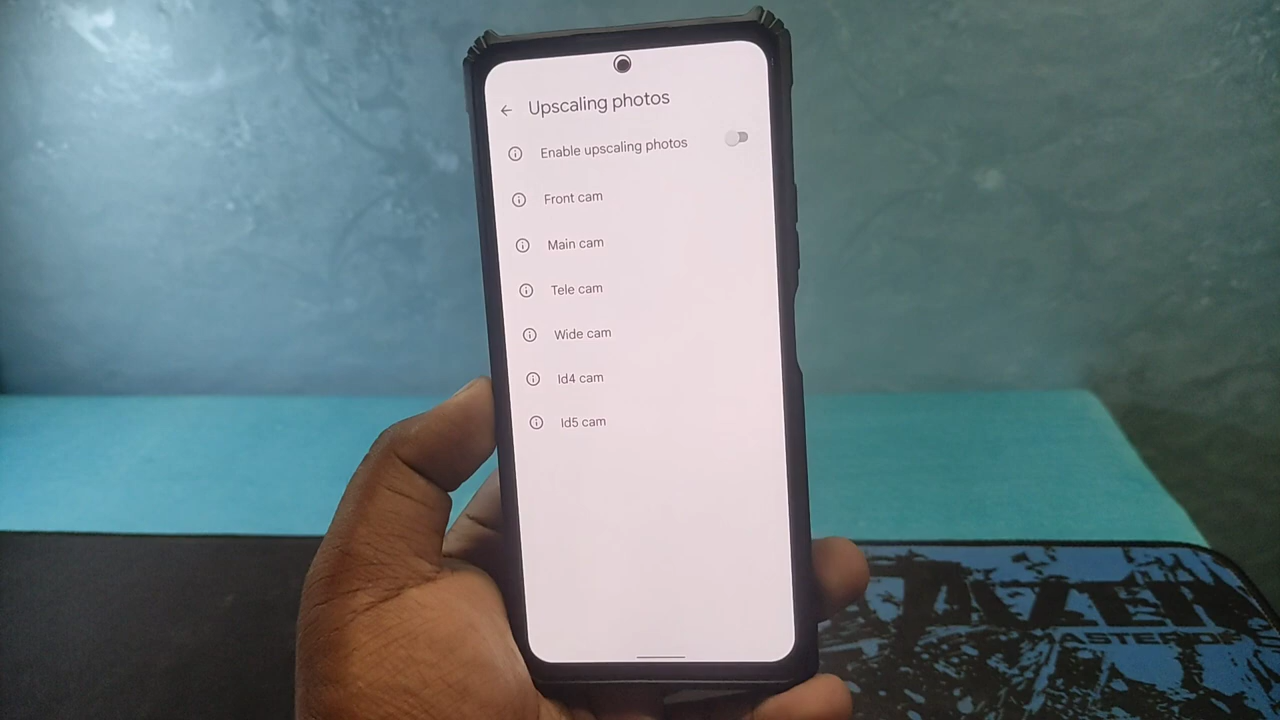 Upscaling photos
Enable upscaling photos
Front cam
Main cam
Tele cam
Wide cam
Id4 cam
Id5 cam